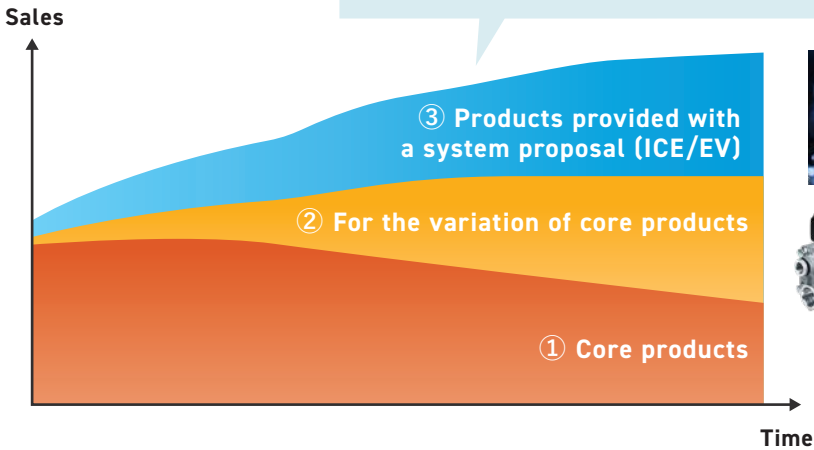 Sales
③ Products provided with
a system proposal (ICE/EV)
② For the variation of core products
① Core products
Time